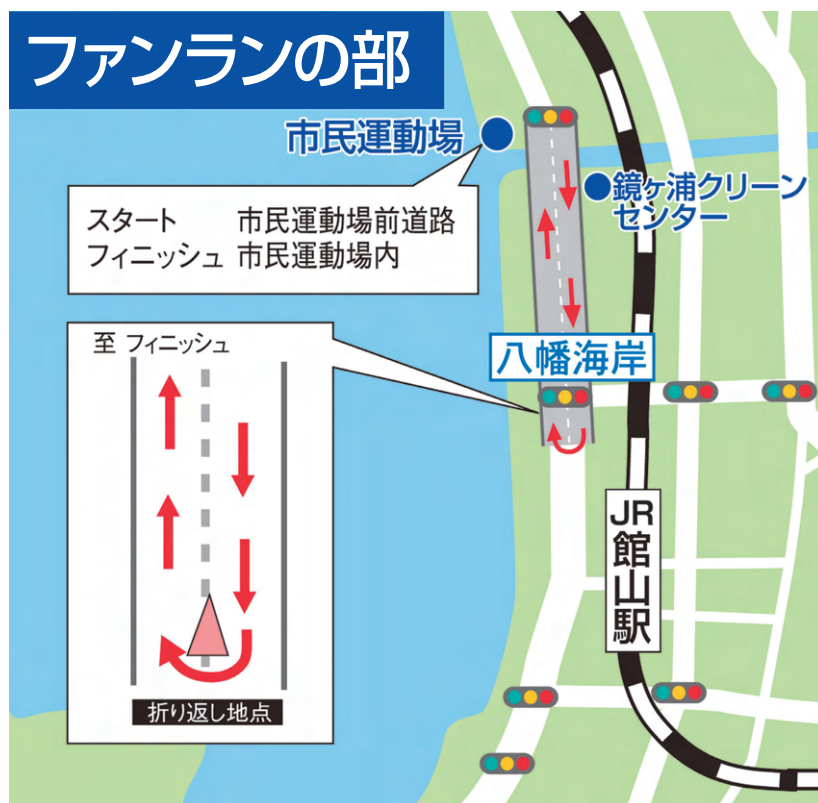 ファンランの部
市民運動場
鏡ヶ浦クリーン
センター
スタート 市民運動場前道路
フィニッシュ 市民運動場内
至 フィニッシュ
八幡海岸
JR館山駅
折り返し地点